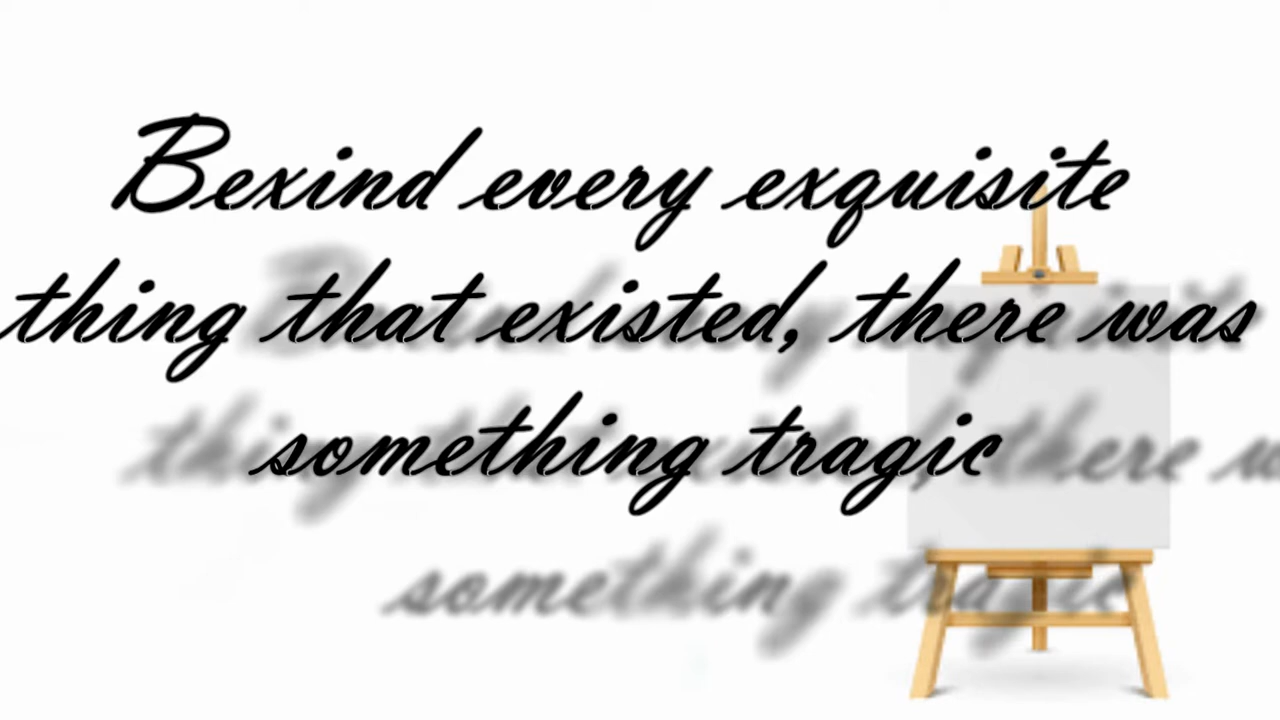 Bexind every exquisite
thing that existed, there was
something tragic